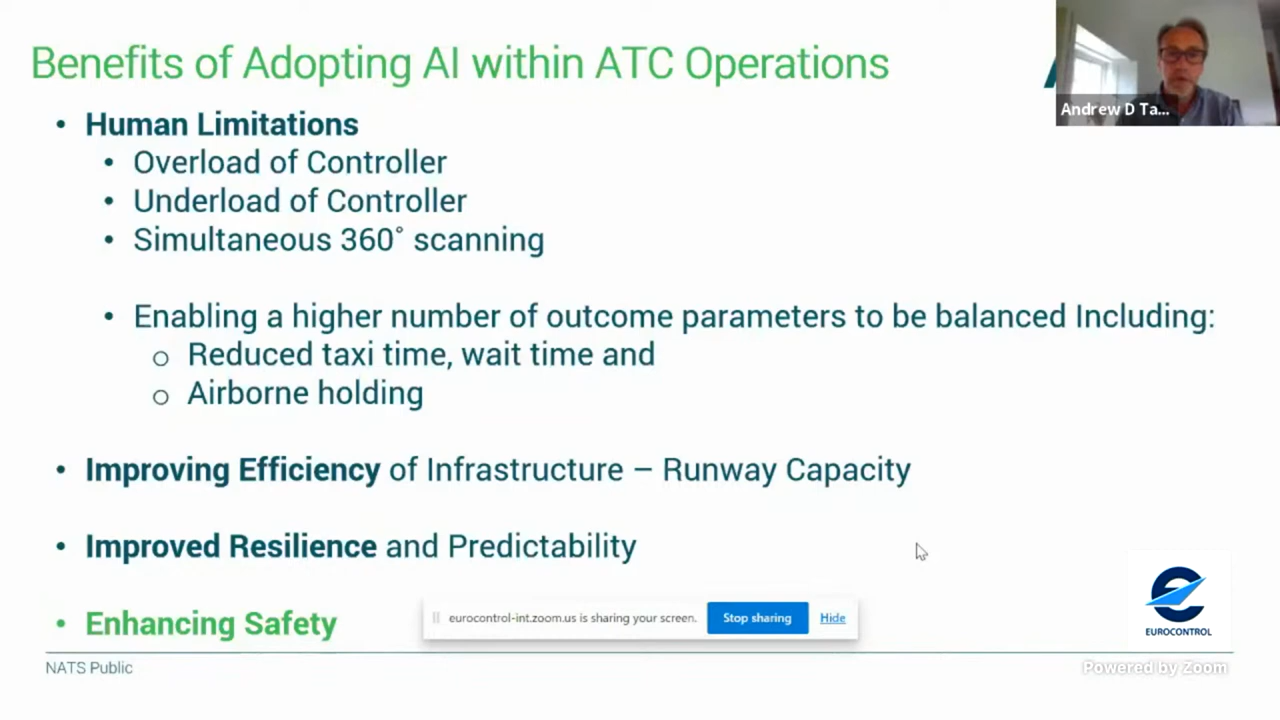 Benefits of Adopting AI within ATC Operations
Andrew D Ta...
• Human Limitations
• Overload of Controller
• Underload of Controller
• Simultaneous 360° scanning
• Enabling a higher number of outcome parameters to be balanced Including:
o Reduced taxi time, wait time and
o Airborne holding
• Improving Efficiency of Infrastructure – Runway Capacity
• Improved Resilience and Predictability
• Enhancing Safety
eurocontrol-int.zoom.us is sharing your screen. Stop sharing Hide
EUROCONTROL
NATS Public
Powered by Zoom